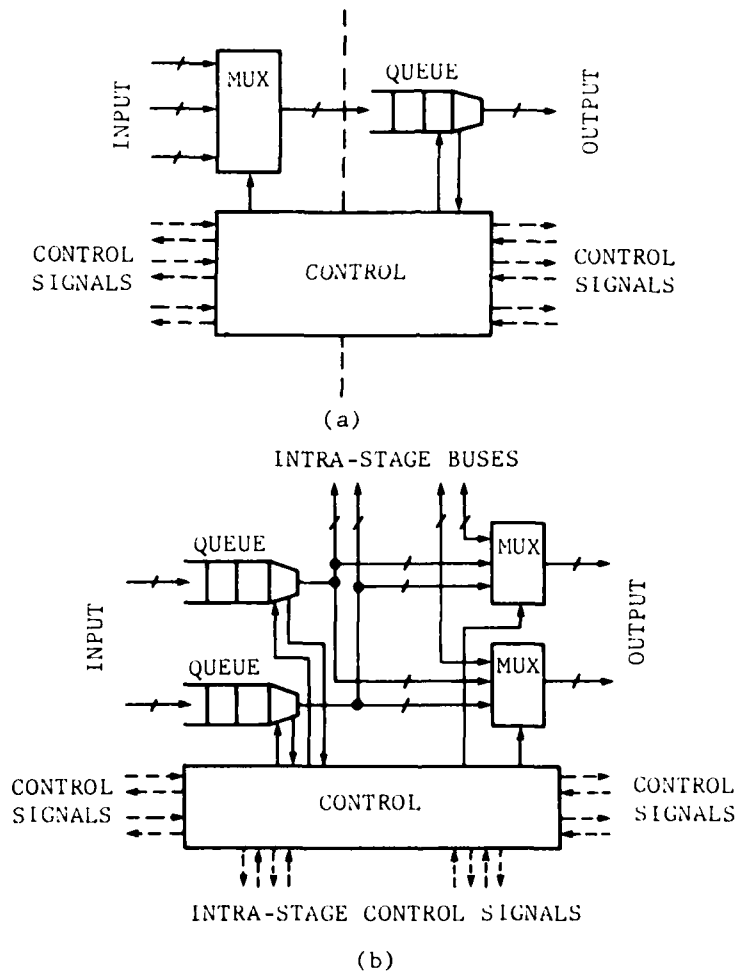 QUEUE
MUX
INPUT
OUTPUT
CONTROL
SIGNALS
CONTROL
CONTROL
SIGNALS
(a)
INTRA-STAGE BUSES
QUEUE
MUX
INPUT
OUTPUT
QUEUE
MUX
CONTROL
SIGNALS
CONTROL
CONTROL
SIGNALS
INTRA-STAGE CONTROL SIGNALS
(b)